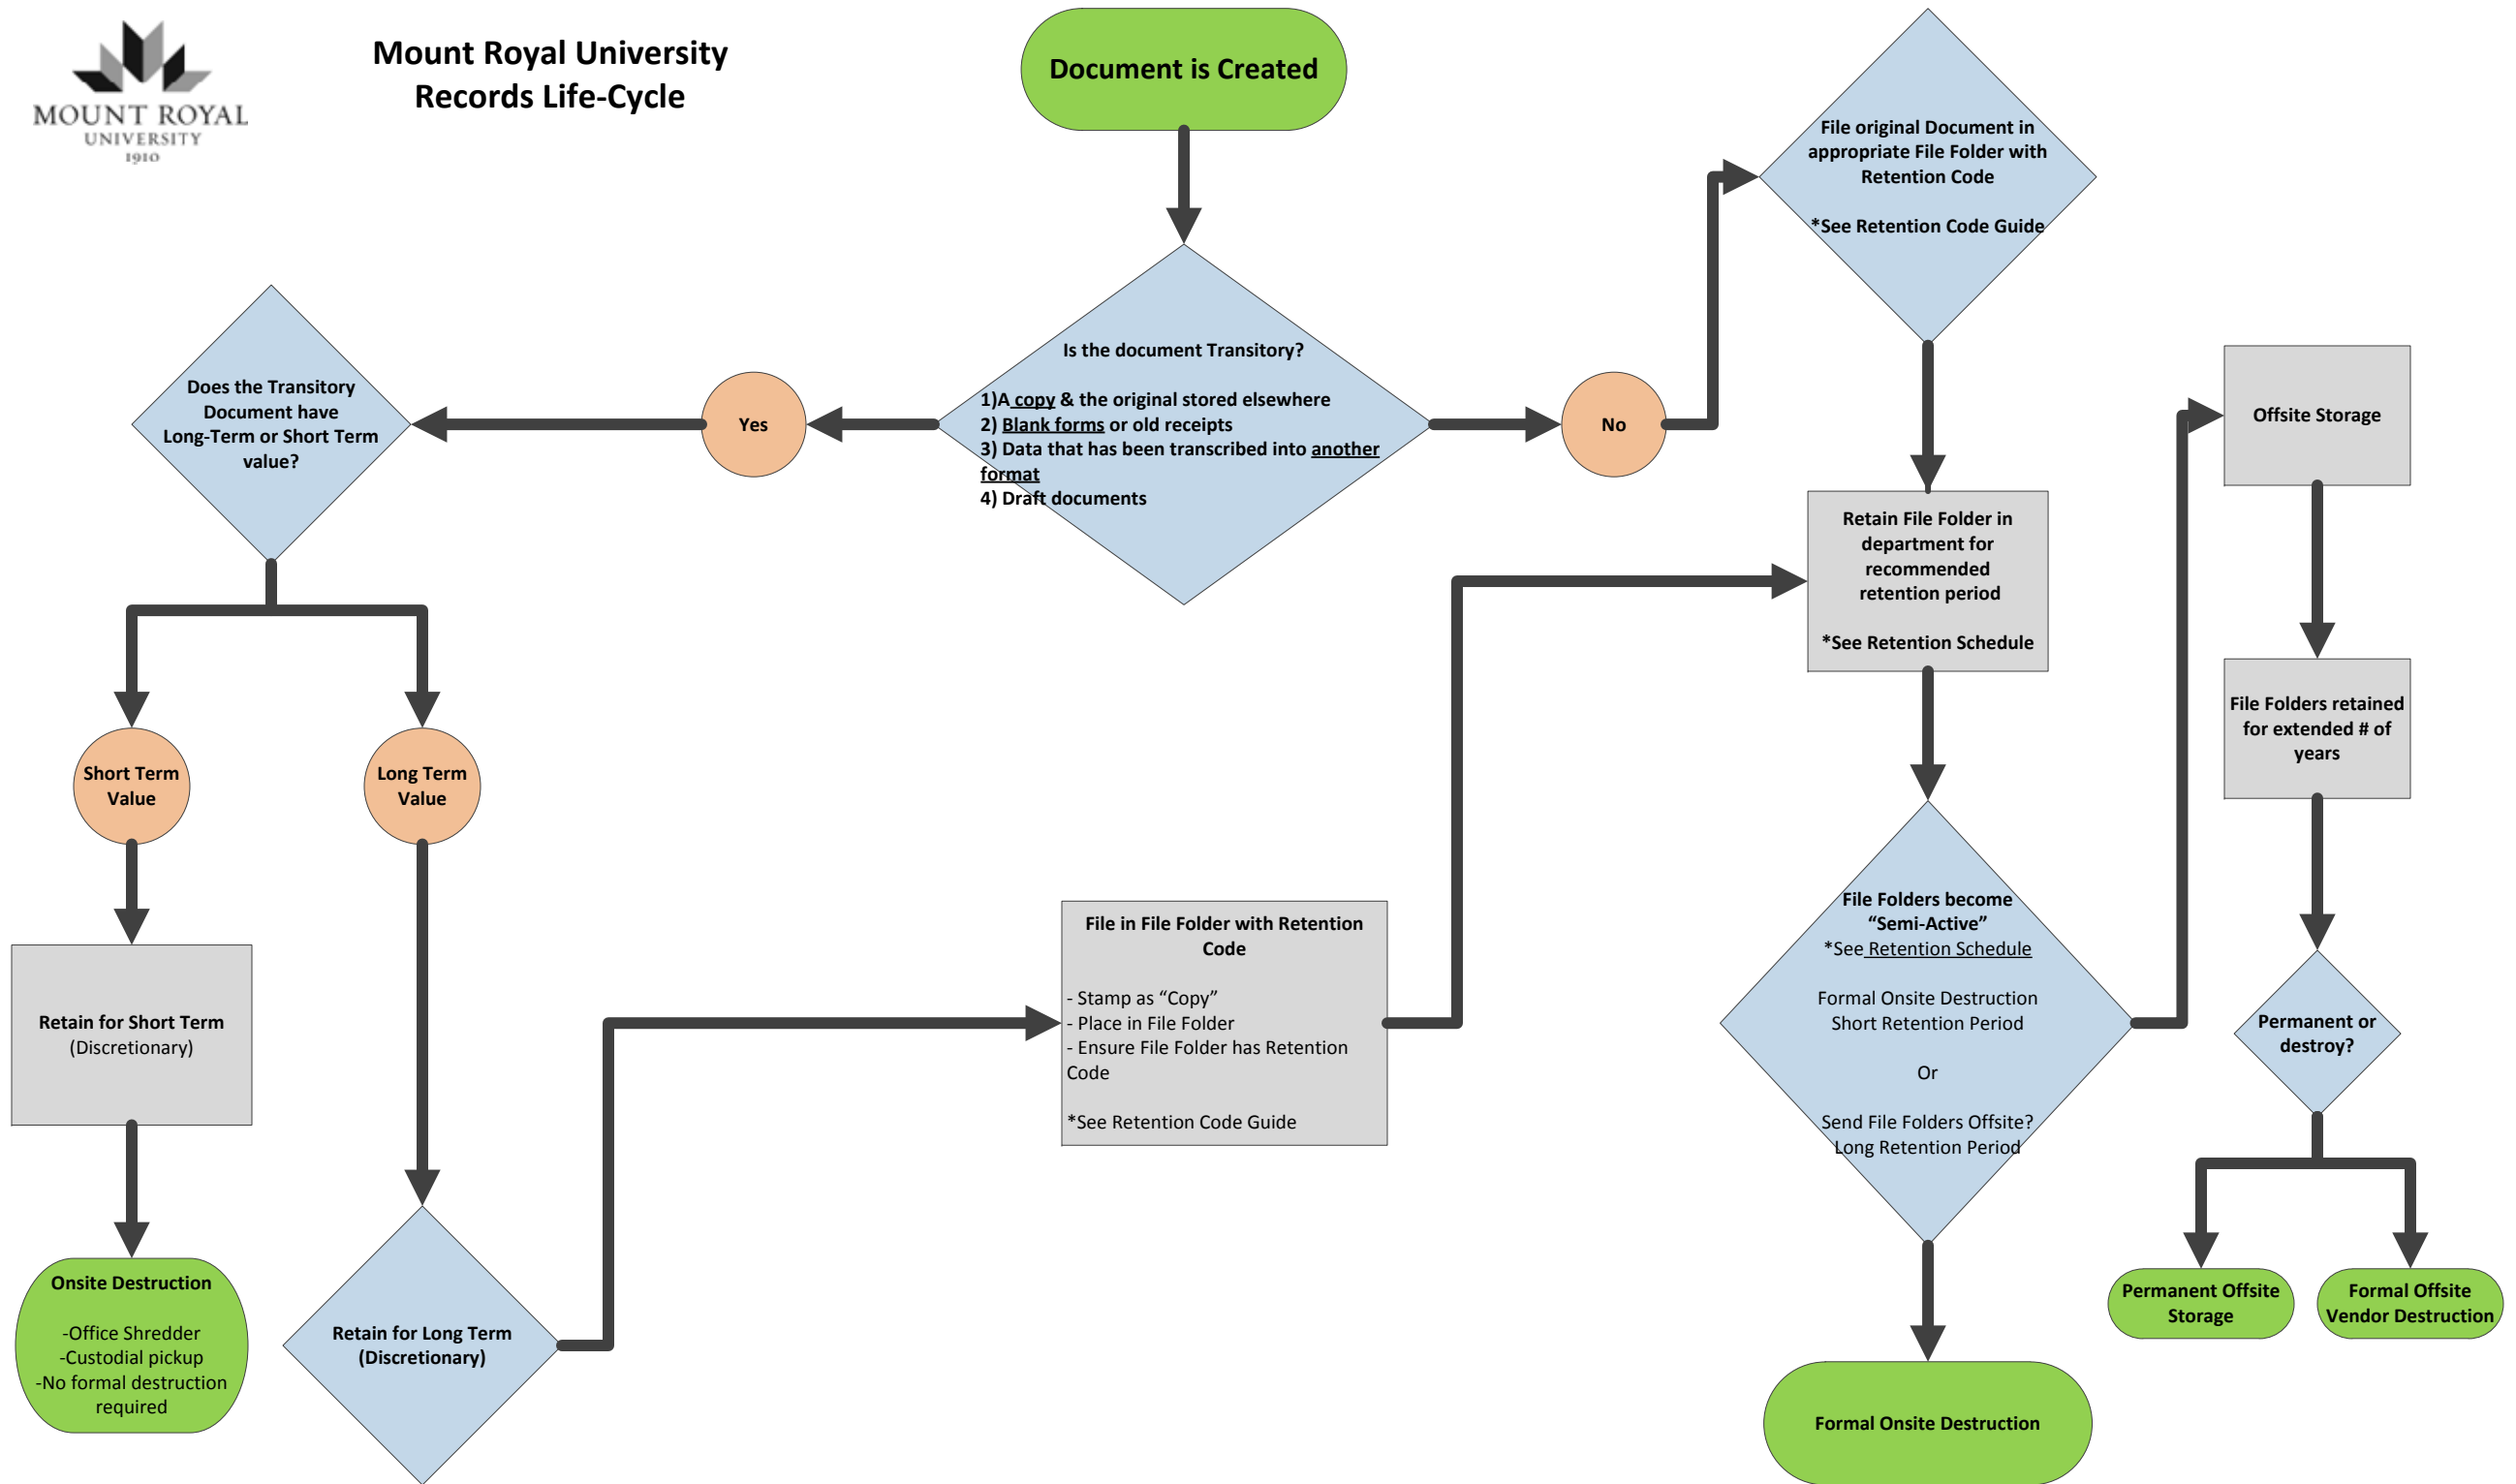 MOUNT ROYAL
UNIVERSITY
1910
Mount Royal University
Records Life-Cycle
Document is Created
File original Document in
appropriate File Folder with
Retention Code
*See Retention Code Guide
Is the document Transitory?
1)A copy & the original stored elsewhere
2) Blank forms or old receipts
3) Data that has been transcribed into another
format
4) Draft documents
Does the Transitory
Document have
Long-Term or Short Term
value?
Yes
No
Offsite Storage
Retain File Folder in
department for
recommended
retention period
*See Retention Schedule
File Folders retained
for extended # of
years
Short Term
Value
Long Term
Value
File in File Folder with Retention
Code
- Stamp as “Copy”
- Place in File Folder
- Ensure File Folder has Retention
Code
*See Retention Code Guide
File Folders become
“Semi-Active”
*See Retention Schedule
Formal Onsite Destruction
Short Retention Period
Or
Send File Folders Offsite?
Long Retention Period
Permanent or
destroy?
Retain for Short Term
(Discretionary)
Onsite Destruction
-Office Shredder
-Custodial pickup
-No formal destruction
required
Retain for Long Term
(Discretionary)
Permanent Offsite
Storage
Formal Offsite
Vendor Destruction
Formal Onsite Destruction